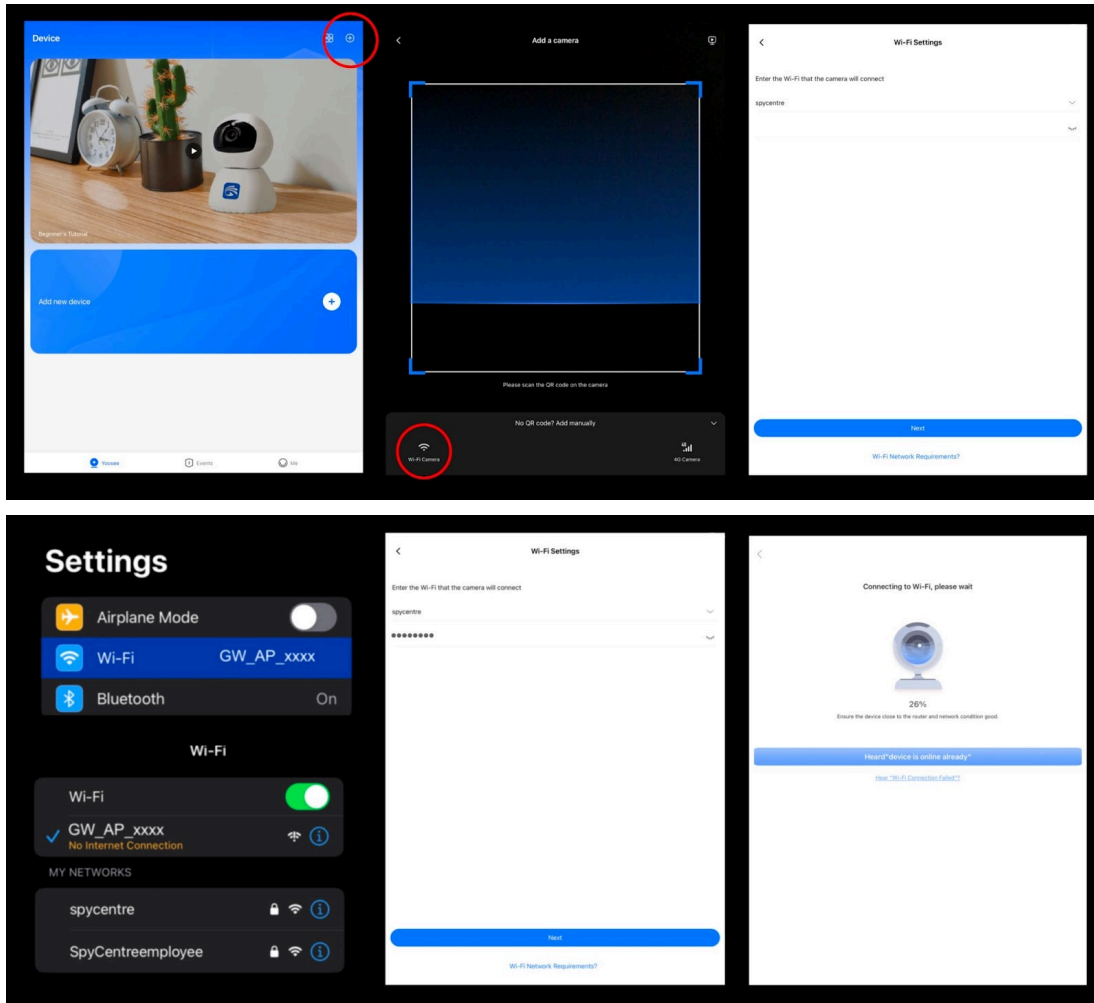 Device
Beginner's Tutorial
Add new device
Yoosee
Events
Me
Add a camera
Please scan the QR code on the camera
No QR code? Add manually
Wi-Fi Camera
4G
4G Camera
Wi-Fi Settings
Enter the Wi-Fi that the camera will connect
spycentre
Next
Wi-Fi Network Requirements?
Settings
Airplane Mode
Wi-Fi GW_AP_xxxx
Bluetooth On
Wi-Fi
Wi-Fi
GW_AP_xxxx
No Internet Connection
MY NETWORKS
spycentre
SpyCentreemployee
Wi-Fi Settings
Enter the Wi-Fi that the camera will connect
spycentre
Next
Wi-Fi Network Requirements?
Connecting to Wi-Fi, please wait
26%
Ensure the device close to the router and network condition good.
Heard"device is online already"
Hear "Wi-Fi Connection Failed"?